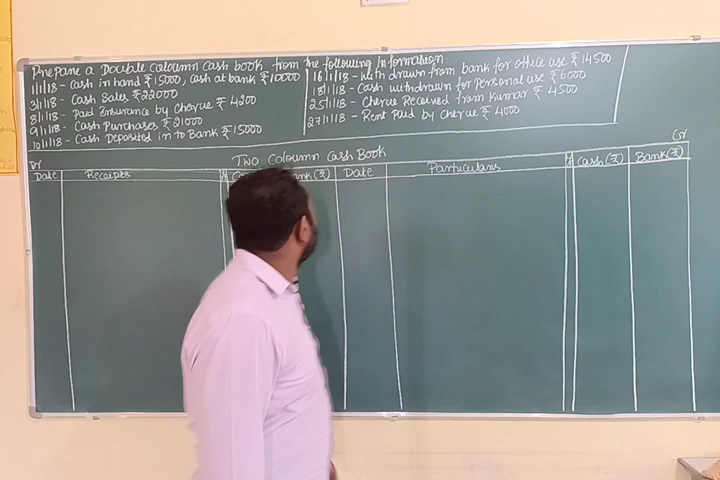 Prepare a Double Coloumn Cash book from the following information
1/1/18 - Cash in hand ₹ 15000, Cash at bank ₹ 10000
3/1/18 - Cash Sales ₹ 22000
8/1/18 - Paid Insurance by Cheque ₹ 4200
9/1/18 - Cash Purchases ₹ 21000
10/1/18 - Cash Deposited in to Bank ₹ 15000
16/1/18 - with drawn from bank for office use ₹ 14500
18/1/18 - Cash withdrawn for Personal use ₹ 6000
25/1/18 - Cheque Received from Kumar ₹ 4500
27/1/18 - Rent Paid by Cheque ₹ 4000
Dr Two Coloumn Cash Book Cr
Date Receipts Date Particulars Cash (₹) Bank (₹)